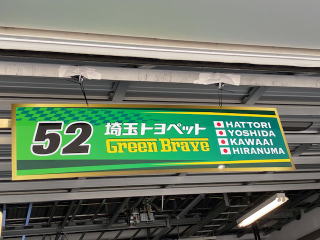 52
埼玉トヨペット
Green Brave
HATTORI
YOSHIDA
KAWAAI
HIRANUMA